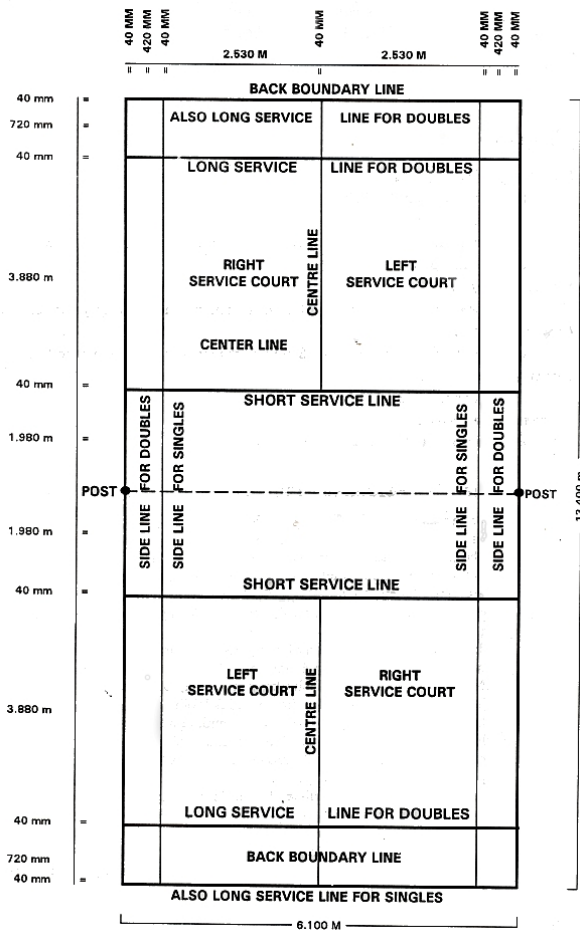 40 MM
420 MM
40 MM
2.530 M
40 MM
2.530 M
40 MM
420 MM
40 MM
BACK BOUNDARY LINE
40 mm
720 mm
40 mm
ALSO LONG SERVICE LINE FOR DOUBLES
LONG SERVICE LINE FOR DOUBLES
3.880 m
RIGHT
SERVICE COURT
CENTRE LINE
LEFT
SERVICE COURT
CENTER LINE
40 mm
SHORT SERVICE LINE
1.980 m
SIDE LINE FOR DOUBLES
SIDE LINE FOR SINGLES
SIDE LINE FOR SINGLES
SIDE LINE FOR DOUBLES
POST
POST
13.400 m
1.980 m
40 mm
SHORT SERVICE LINE
LEFT
SERVICE COURT
CENTRE LINE
RIGHT
SERVICE COURT
3.880 m
40 mm
LONG SERVICE LINE FOR DOUBLES
720 mm
BACK BOUNDARY LINE
40 mm
ALSO LONG SERVICE LINE FOR SINGLES
6.100 M